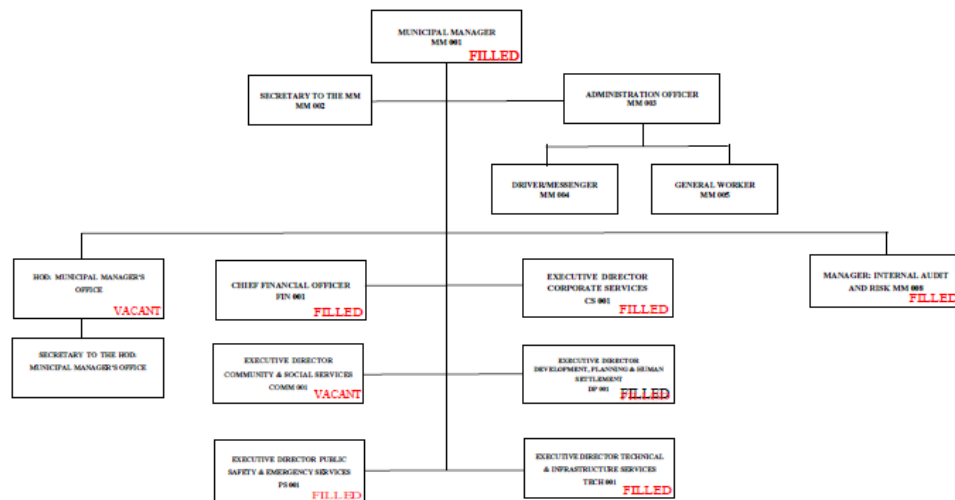 MUNICIPAL MANAGER
MM 001
FILLED
SECRETARY TO THE MM
MM 002
ADMINISTRATION OFFICER
MM 003
DRIVER/MESSENGER
MM 004
GENERAL WORKER
MM 005
HOD: MUNICIPAL MANAGER'S
OFFICE
VACANT
CHIEF FINANCIAL OFFICER
FIN 001
FILLED
EXECUTIVE DIRECTOR
CORPORATE SERVICES
CS 001
FILLED
MANAGER: INTERNAL AUDIT
AND RISK MM 008
FILLED
SECRETARY TO THE HOD:
MUNICIPAL MANAGER'S OFFICE
EXECUTIVE DIRECTOR
COMMUNITY & SOCIAL SERVICES
COMM 001
VACANT
EXECUTIVE DIRECTOR
DEVELOPMENT, PLANNING & HUMAN
SETTLEMENT
DP 001
FILLED
EXECUTIVE DIRECTOR PUBLIC
SAFETY & EMERGENCY SERVICES
PS 001
FILLED
EXECUTIVE DIRECTOR TECHNICAL
& INFRASTRUCTURE SERVICES
TECH 001
FILLED